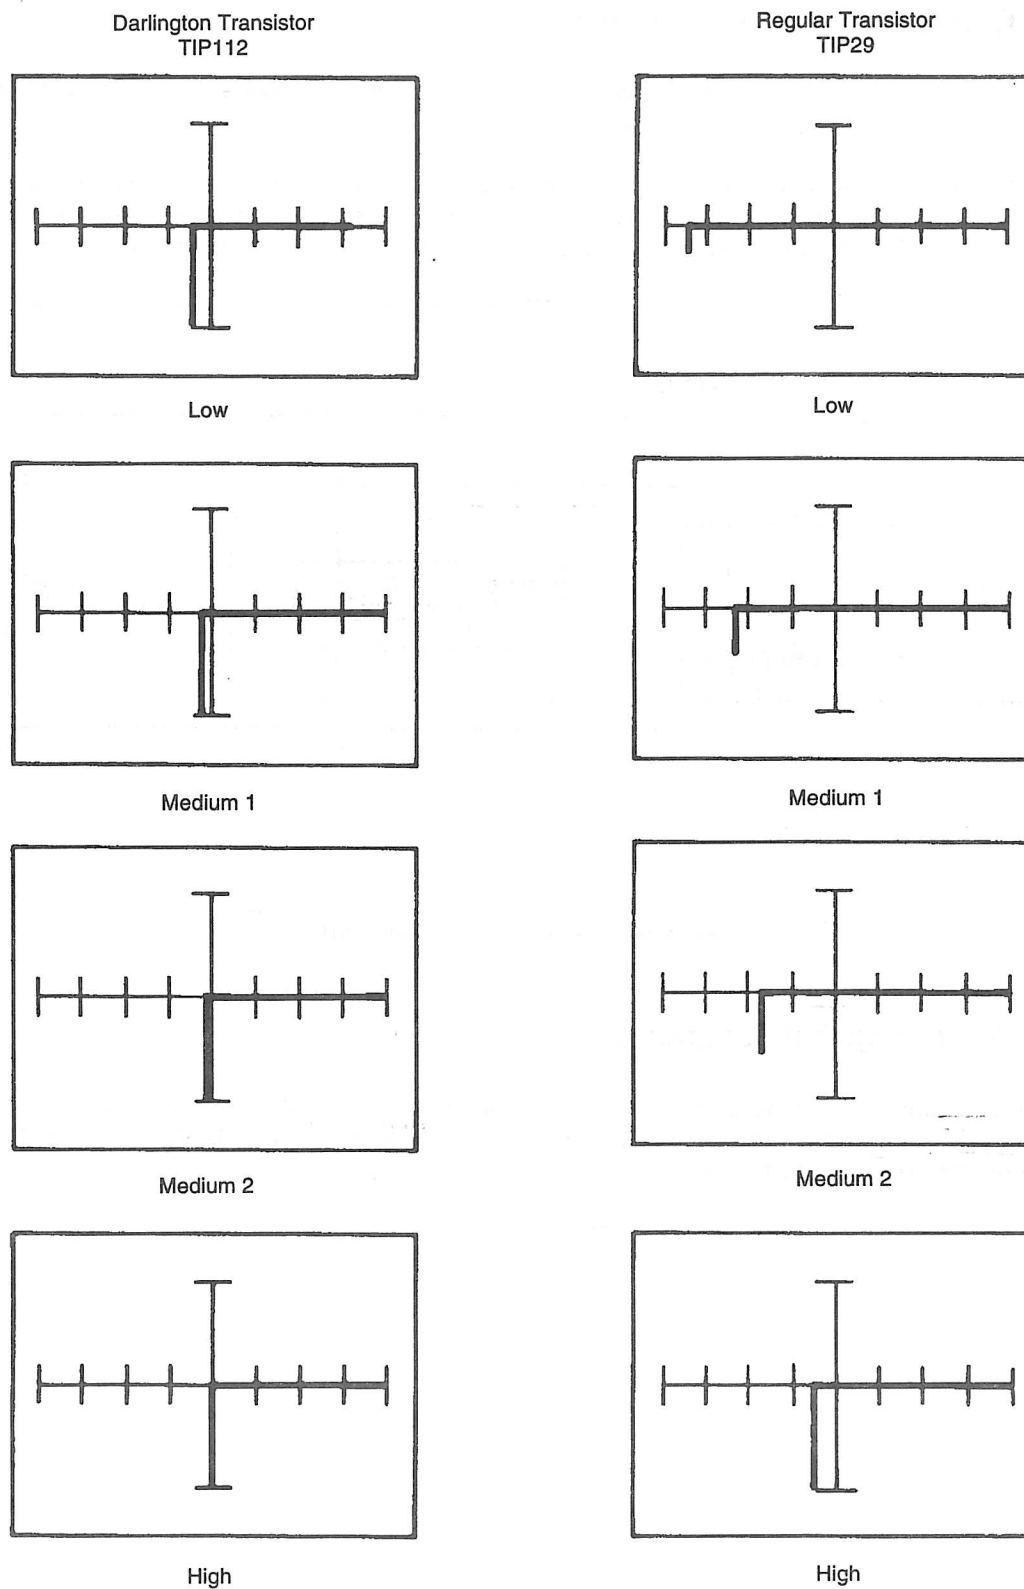 Darlington Transistor
TIP112
Regular Transistor
TIP29
Low
Low
Medium 1
Medium 1
Medium 2
Medium 2
High
High